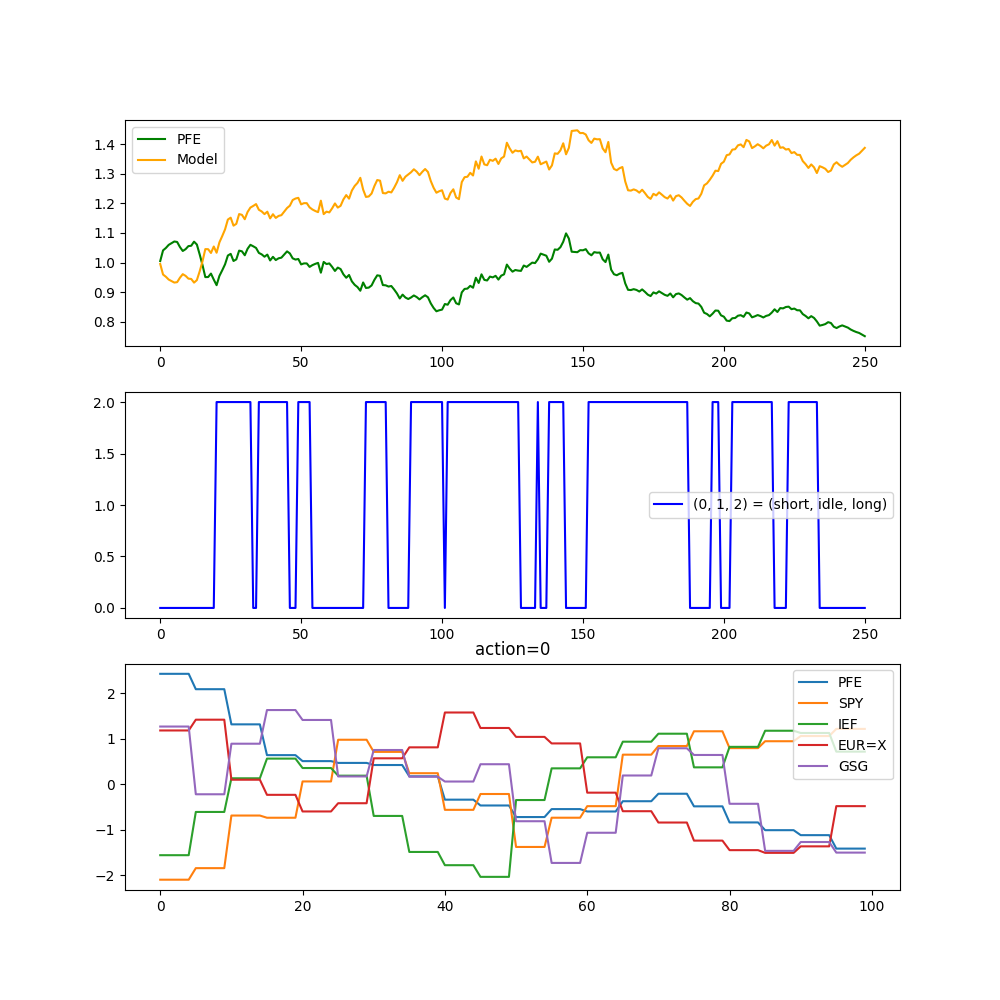 PFE
Model
1.4
1.3
1.2
1.1
1.0
0.9
0.8
0 50 100 150 200 250
2.0
1.5
1.0
0.5
0.0
(0, 1, 2) = (short, idle, long)
0 50 100 150 200 250
action=0
PFE
SPY
IEF
EUR=X
GSG
2
1
0
−1
−2
0 20 40 60 80 100